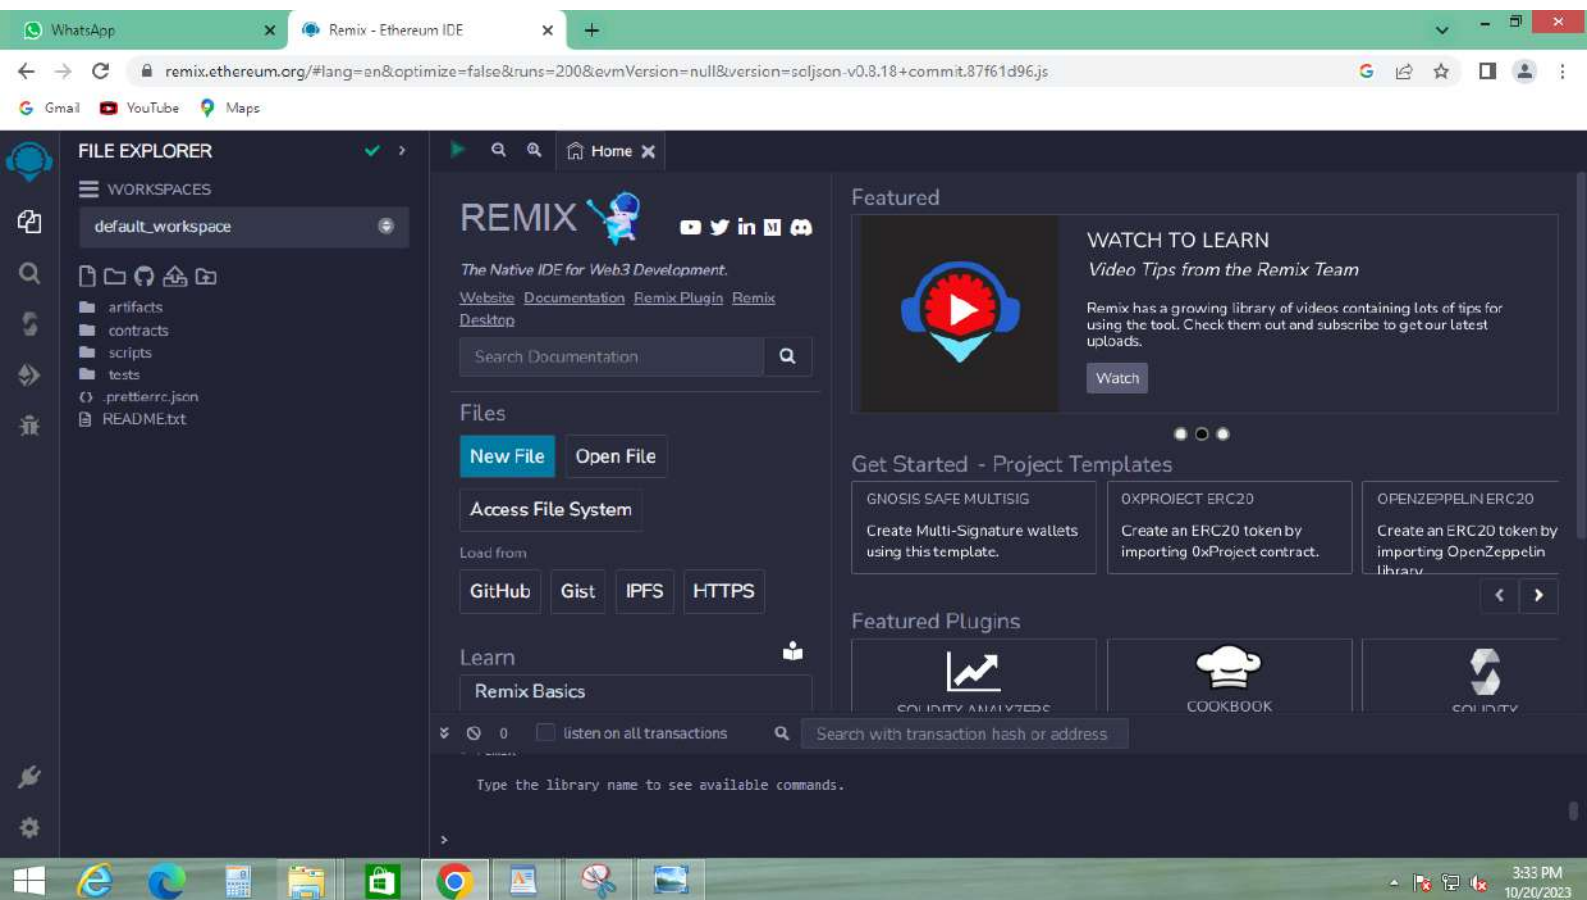 WhatsApp
Remix - Ethereum IDE
remix.ethereum.org/#lang=en&optimize=false&runs=200&evmVersion=null&version=soljson-v0.8.18+commit.87f61d96.js
Gmail YouTube Maps
FILE EXPLORER
WORKSPACES
default_workspace
artifacts
contracts
scripts
tests
.prettierrc.json
README.txt
Home
REMIX
The Native IDE for Web3 Development.
Website Documentation Remix Plugin Remix
Desktop
Search Documentation
Files
New File Open File
Access File System
Load from
GitHub Gist IPFS HTTPS
Learn
Remix Basics
Featured
WATCH TO LEARN
Video Tips from the Remix Team
Remix has a growing library of videos containing lots of tips for
using the tool. Check them out and subscribe to get our latest
uploads.
Watch
Get Started - Project Templates
GNOSIS SAFE MULTISIG
Create Multi-Signature wallets
using this template.
0XPROJECT ERC20
Create an ERC20 token by
importing 0xProject contract.
OPENZEPPELIN ERC20
Create an ERC20 token by
importing OpenZeppelin
library
Featured Plugins
SOLIDITY ANALYZERS
COOKBOOK
SOLIDITY
0 listen on all transactions Search with transaction hash or address
Type the library name to see available commands.
>
3:33 PM
10/20/2023